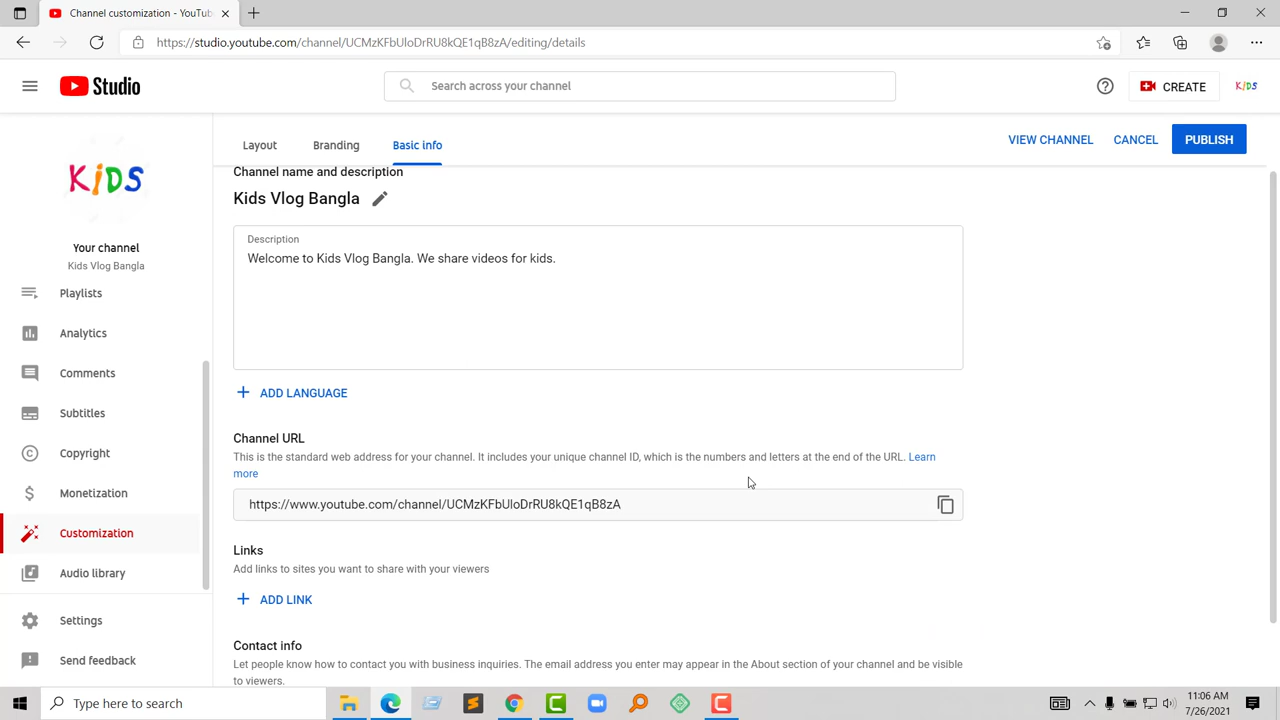 Channel customization - YouTub
https://studio.youtube.com/channel/UCMzKFbUloDrRU8kQE1qB8zA/editing/details
Studio
Search across your channel
CREATE
KIDS
Layout
Branding
Basic info
VIEW CHANNEL
CANCEL
PUBLISH
KiDS
Your channel
Kids Vlog Bangla
Playlists
Analytics
Comments
Subtitles
Copyright
Monetization
Customization
Audio library
Settings
Send feedback
Channel name and description
Kids Vlog Bangla
Description
Welcome to Kids Vlog Bangla. We share videos for kids.
ADD LANGUAGE
Channel URL
This is the standard web address for your channel. It includes your unique channel ID, which is the numbers and letters at the end of the URL. Learn
more
https://www.youtube.com/channel/UCMzKFbUloDrRU8kQE1qB8zA
Links
Add links to sites you want to share with your viewers
ADD LINK
Contact info
Let people know how to contact you with business inquiries. The email address you enter may appear in the About section of your channel and be visible
to viewers.
Type here to search
11:06 AM
7/26/2021